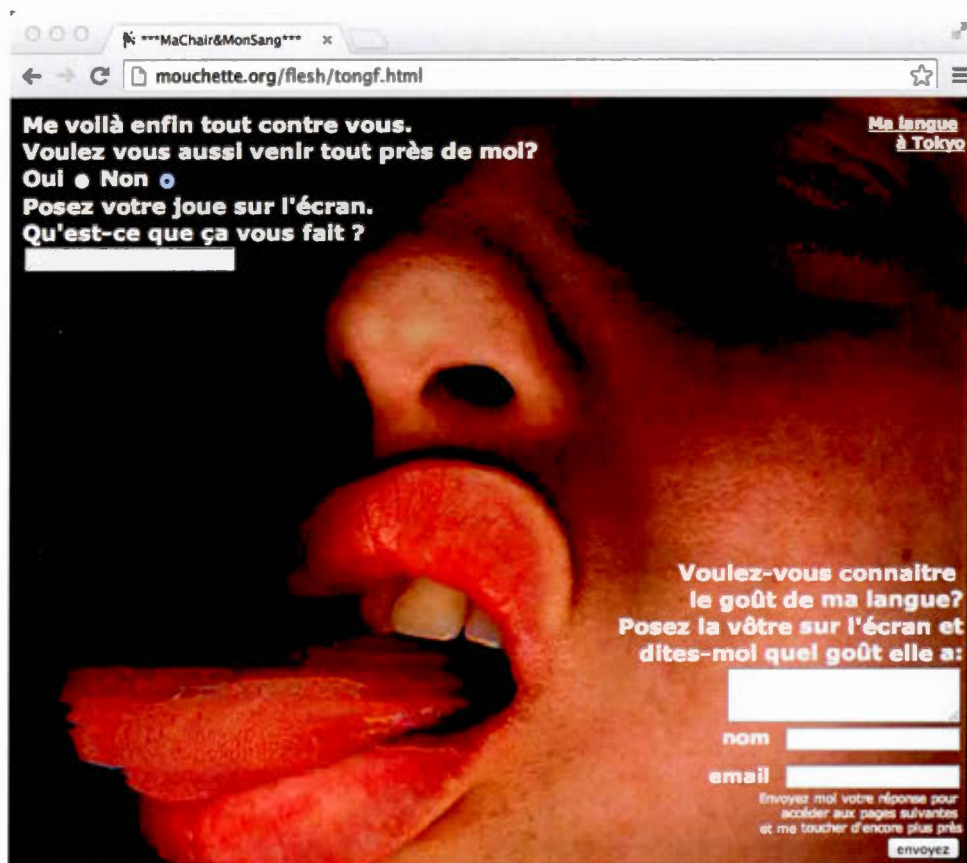 ***MaChair&MonSang***
mouchette.org/flesh/tongf.html
Me voilà enfin tout contre vous.
Voulez vous aussi venir tout près de moi?
Oui Non
Posez votre joue sur l'écran.
Qu'est-ce que ça vous fait ?
Ma langue
à Tokyo
Voulez-vous connaitre
le goût de ma langue?
Posez la vôtre sur l'écran et
dites-moi quel goût elle a:
nom
email
Envoyez moi votre réponse pour
accéder aux pages suivantes
et me toucher d'encore plus près
envoyez